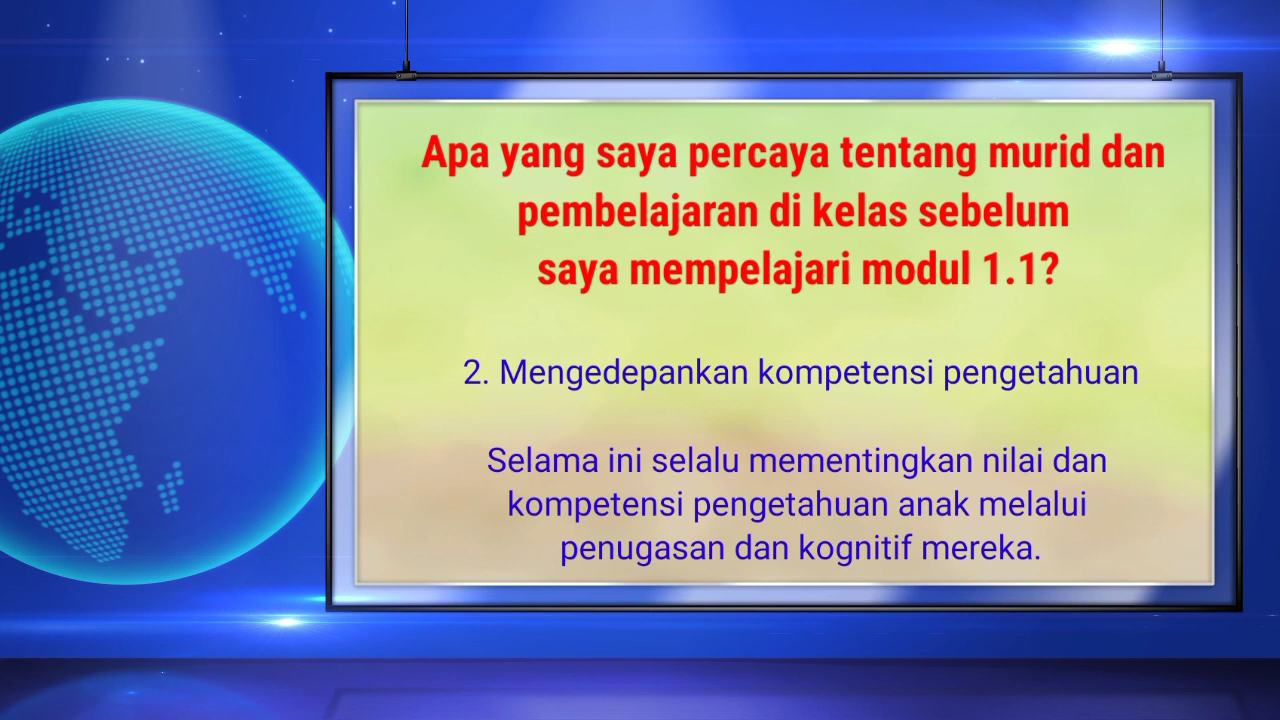 Apa yang saya percaya tentang murid dan
pembelajaran di kelas sebelum
saya mempelajari modul 1.1?
2. Mengedepankan kompetensi pengetahuan
Selama ini selalu mementingkan nilai dan
kompetensi pengetahuan anak melalui
penugasan dan kognitif mereka.